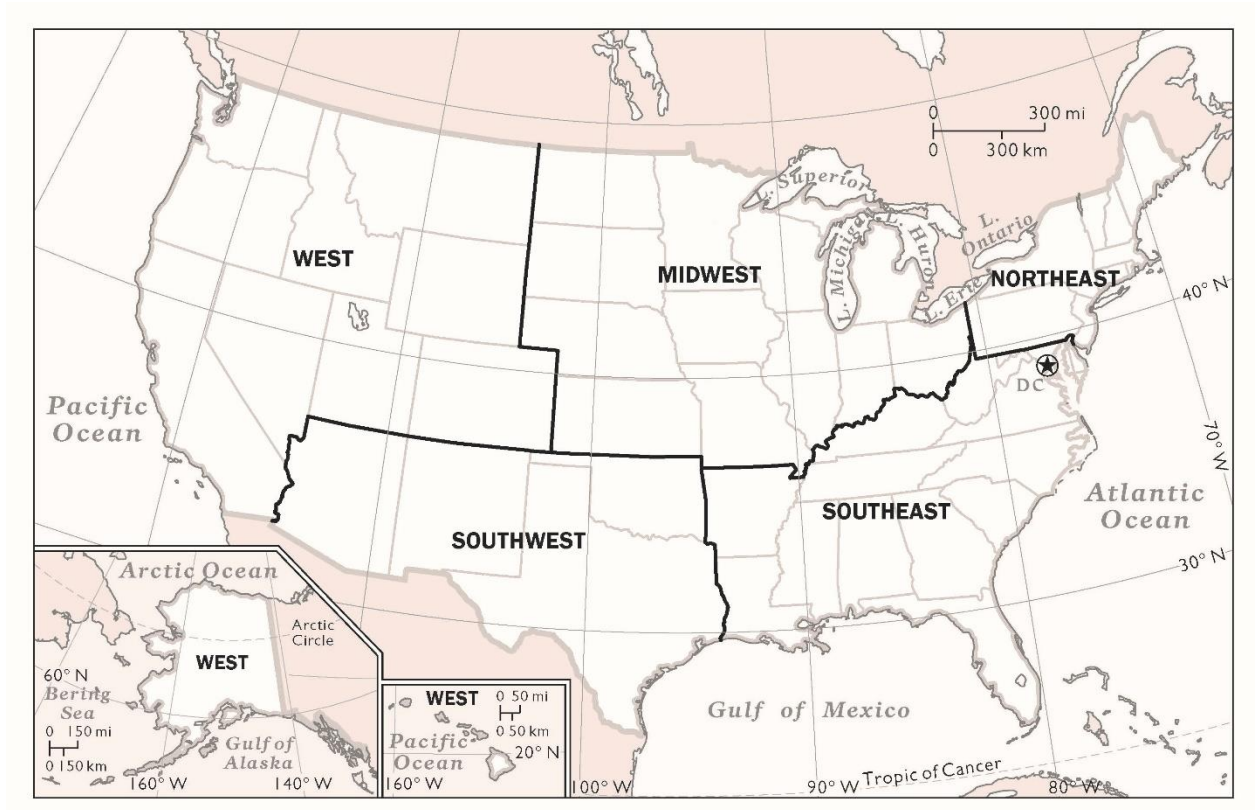 0 300 mi
0 300 km
L. Superior
L. Michigan
L. Huron
L.
Ontario
L. Erie
WEST
MIDWEST
NORTHEAST
40° N
DC
Pacific
Ocean
70° W
Atlantic
Ocean
SOUTHEAST
SOUTHWEST
30° N
Arctic Ocean
Arctic
Circle
WEST
60° N
Bering
Sea
0 150 mi
0 150 km
Gulf of
Alaska
160° W
140° W
WEST
0 50 mi
0 50 km
Pacific
Ocean
20° N
160° W
Gulf of Mexico
100° W
90° W
Tropic of Cancer
80° W